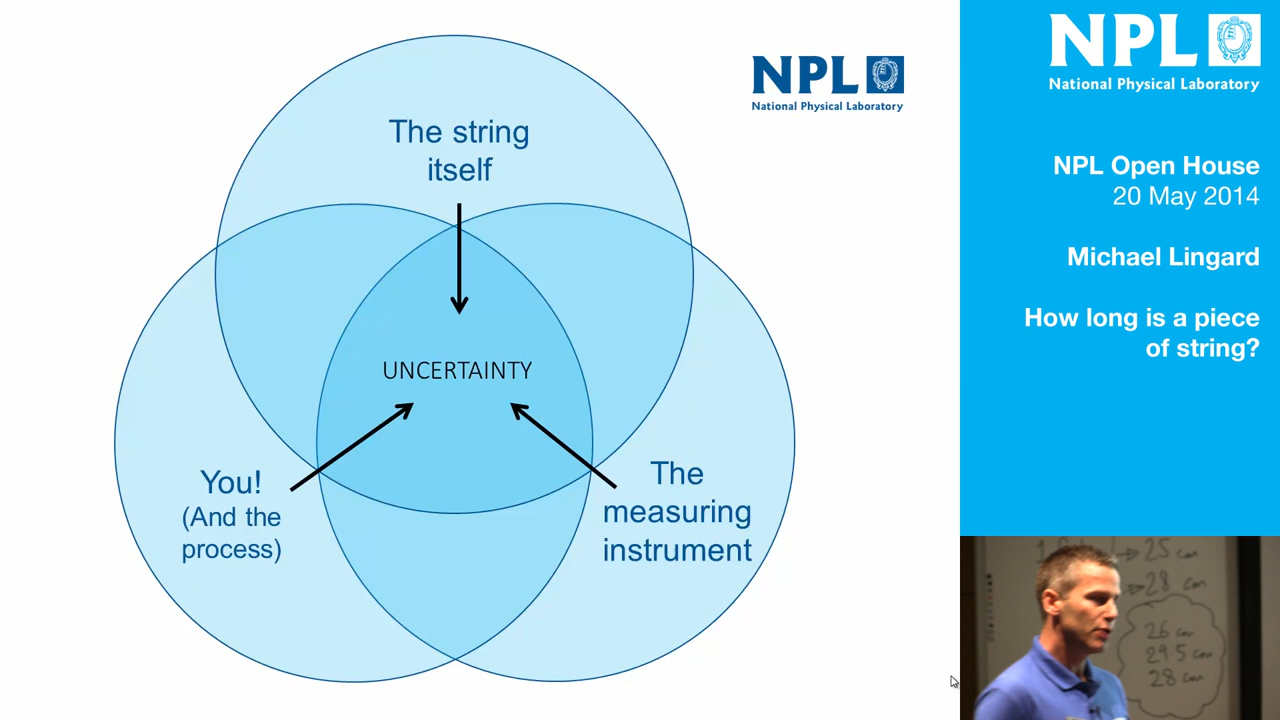 The string
itself
UNCERTAINTY
You!
(And the
process)
The
measuring
instrument
NPL
National Physical Laboratory
NPL
National Physical Laboratory
NPL Open House
20 May 2014
Michael Lingard
How long is a piece
of string?
25 cm
28 cm
26 cm
29.5 cm
28 cm